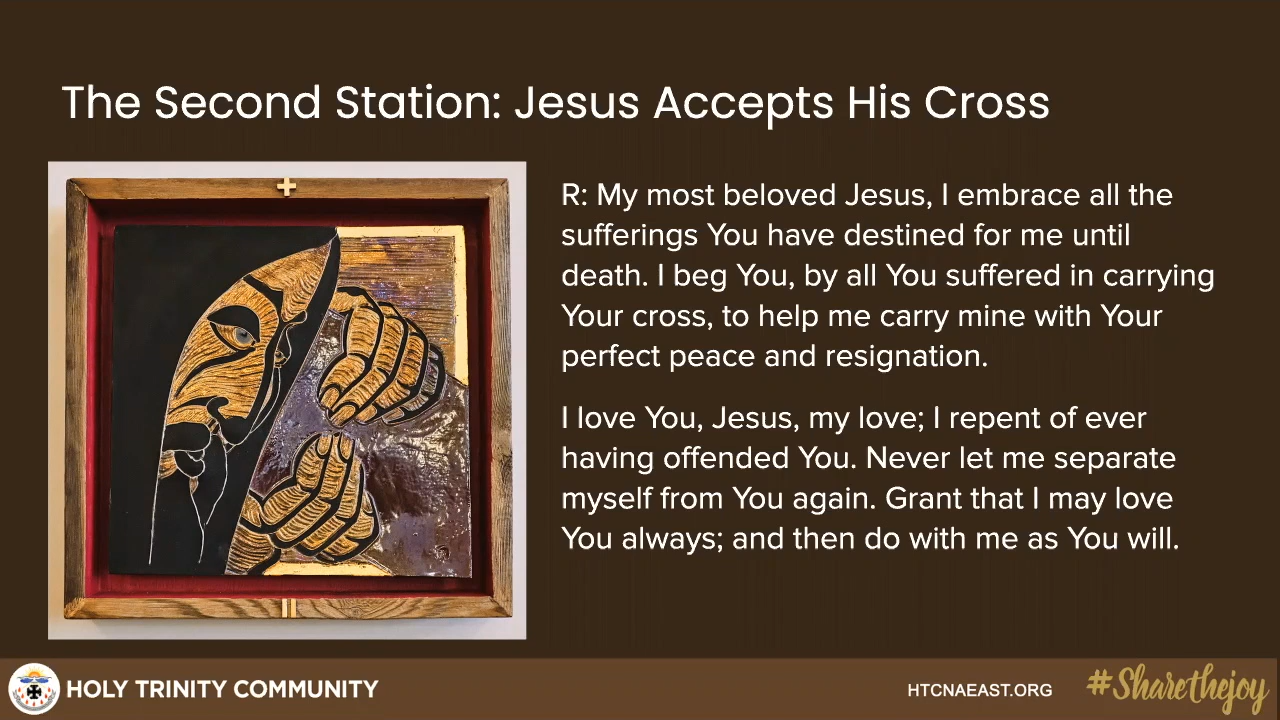 The Second Station: Jesus Accepts His Cross
R: My most beloved Jesus, I embrace all the
sufferings You have destined for me until
death. I beg You, by all You suffered in carrying
Your cross, to help me carry mine with Your
perfect peace and resignation.
I love You, Jesus, my love; I repent of ever
having offended You. Never let me separate
myself from You again. Grant that I may love
You always; and then do with me as You will.
HOLY TRINITY COMMUNITY
HTCNAEAST.ORG
#Sharethejoy